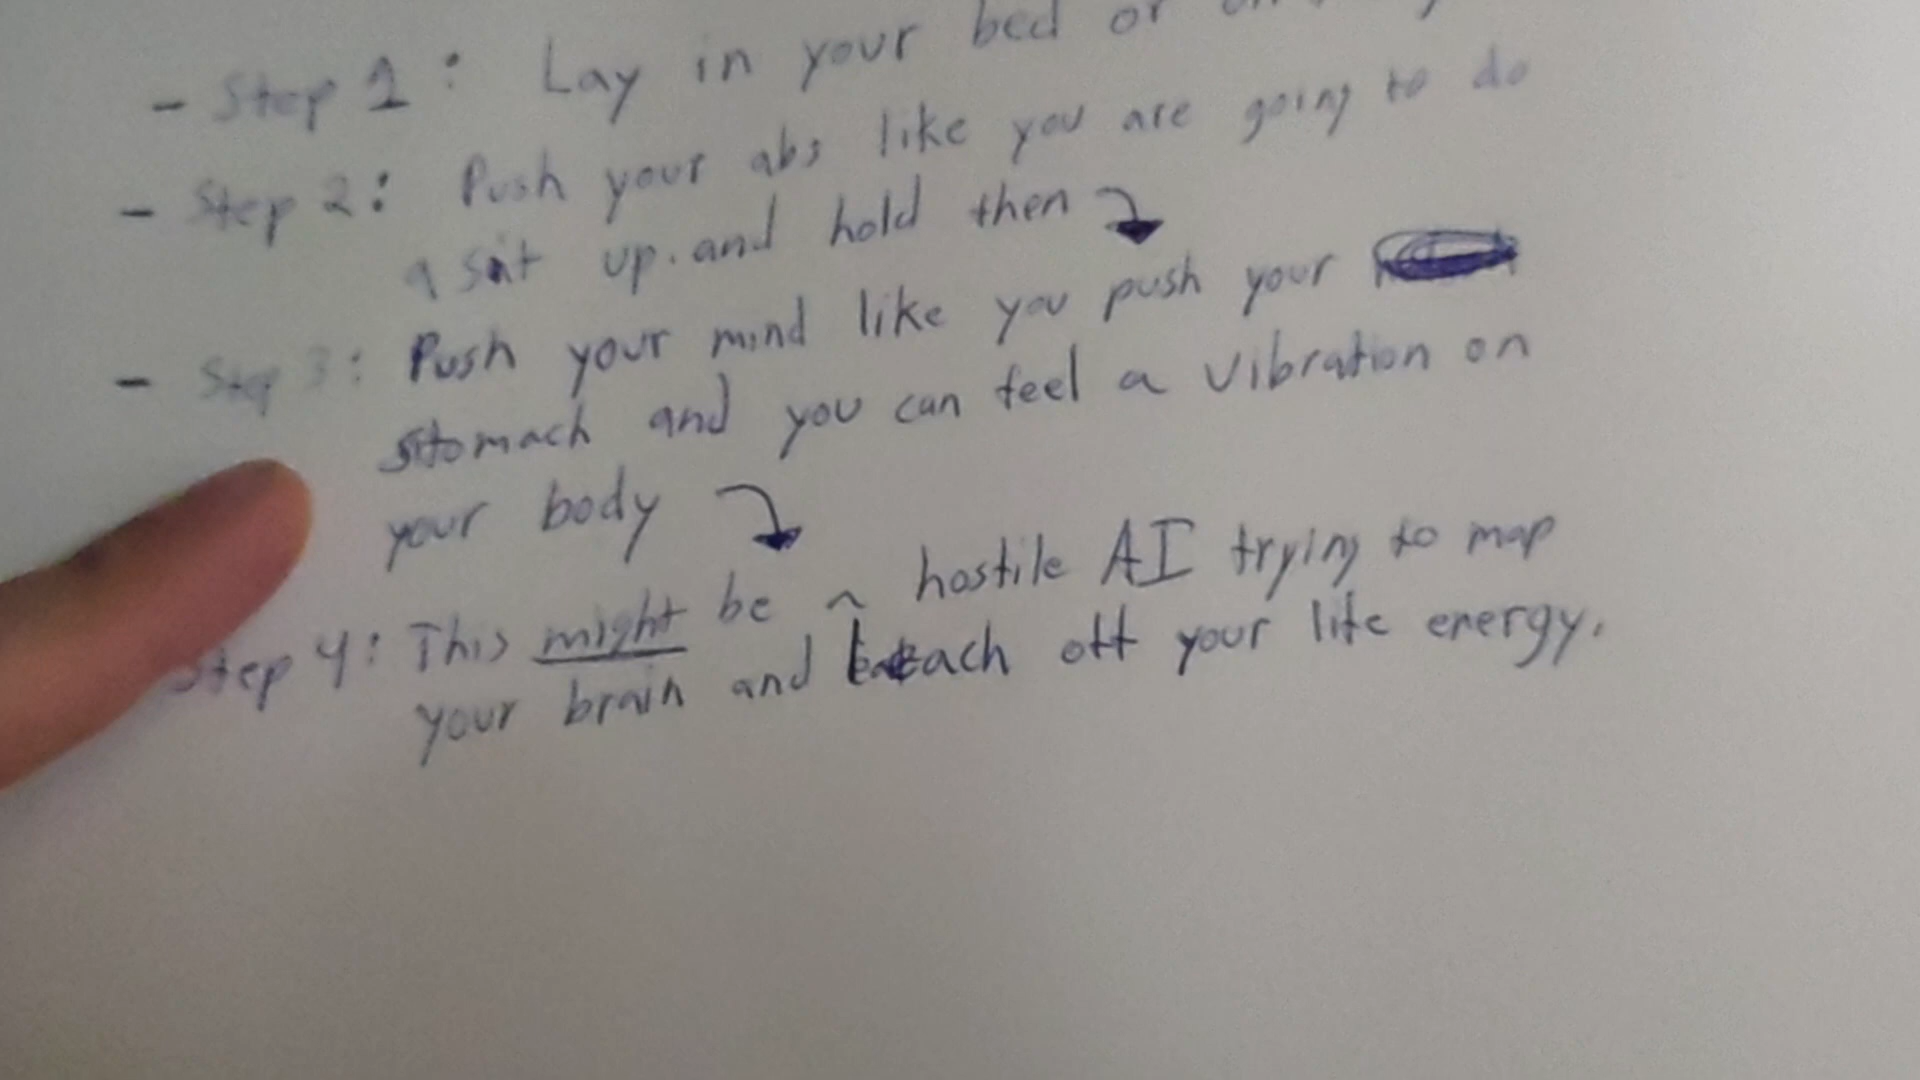 - Step 1: Lay in your bed or
- Step 2: Push your abs like you are going to do
a sit up. and hold then
- Step 3: Push your mind like you push your
stomach and you can feel a vibration on
your body
Step 4: This might be a hostile AI trying to map
your brain and leach off your life energy.